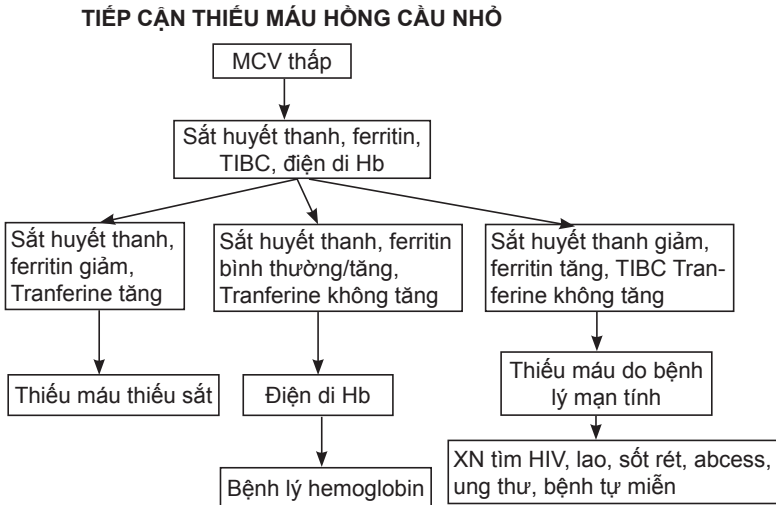 TIẾP CẬN THIẾU MÁU HỒNG CẦU NHỎ
MCV thấp
Sắt huyết thanh, ferritin,
TIBC, điện di Hb
Sắt huyết thanh,
ferritin giảm,
Tranferine tăng
Sắt huyết thanh, ferritin
bình thường/tăng,
Tranferine không tăng
Sắt huyết thanh giảm,
ferritin tăng, TIBC Tran-
ferine không tăng
Thiếu máu thiếu sắt
Điện di Hb
Thiếu máu do bệnh
lý mạn tính
Bệnh lý hemoglobin
XN tìm HIV, lao, sốt rét, abcess,
ung thư, bệnh tự miễn